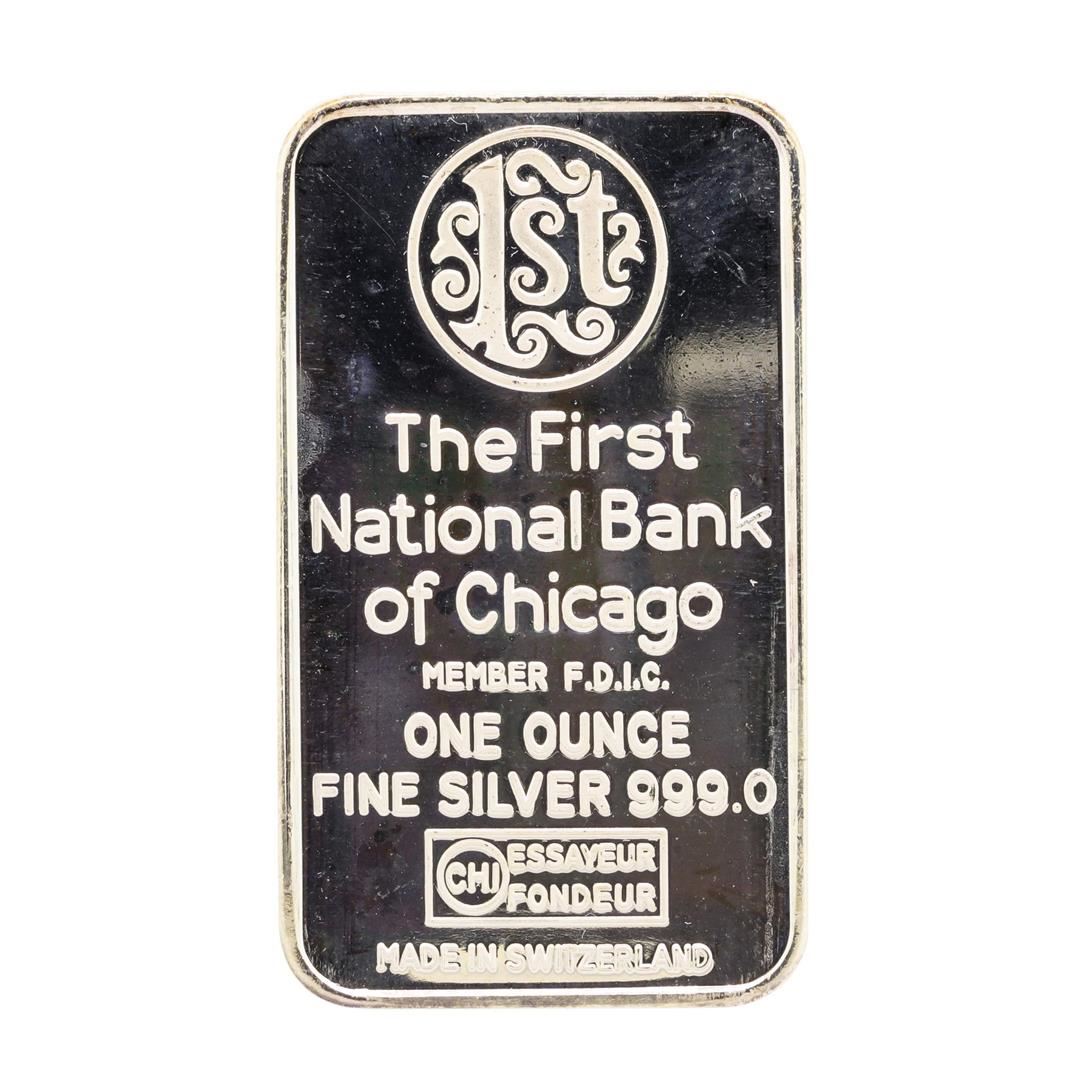 1st
The First
National Bank
of Chicago
MEMBER F.D.I.C.
ONE OUNCE
FINE SILVER 999.0
CHI ESSAYEUR
FONDEUR
MADE IN SWITZERLAND